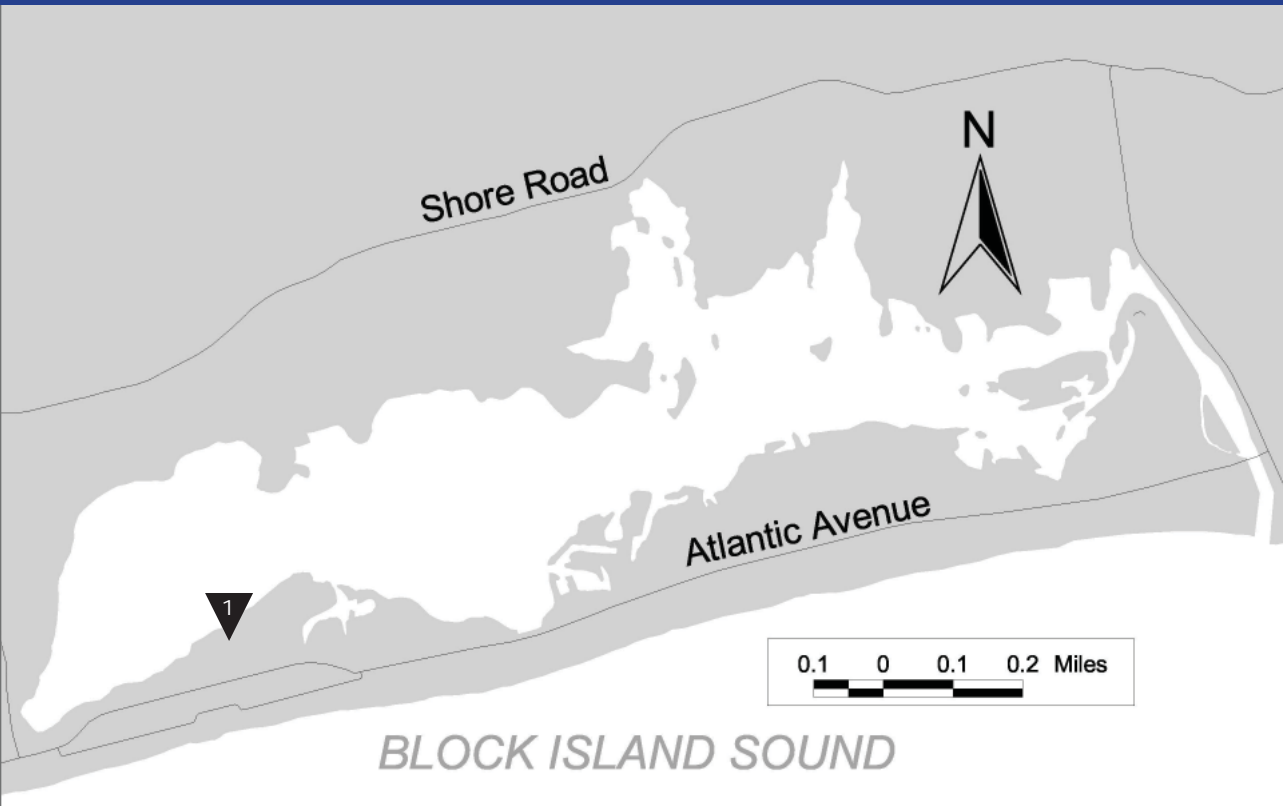 N
Shore Road
Atlantic Avenue
1
0.1 0 0.1 0.2 Miles
BLOCK ISLAND SOUND